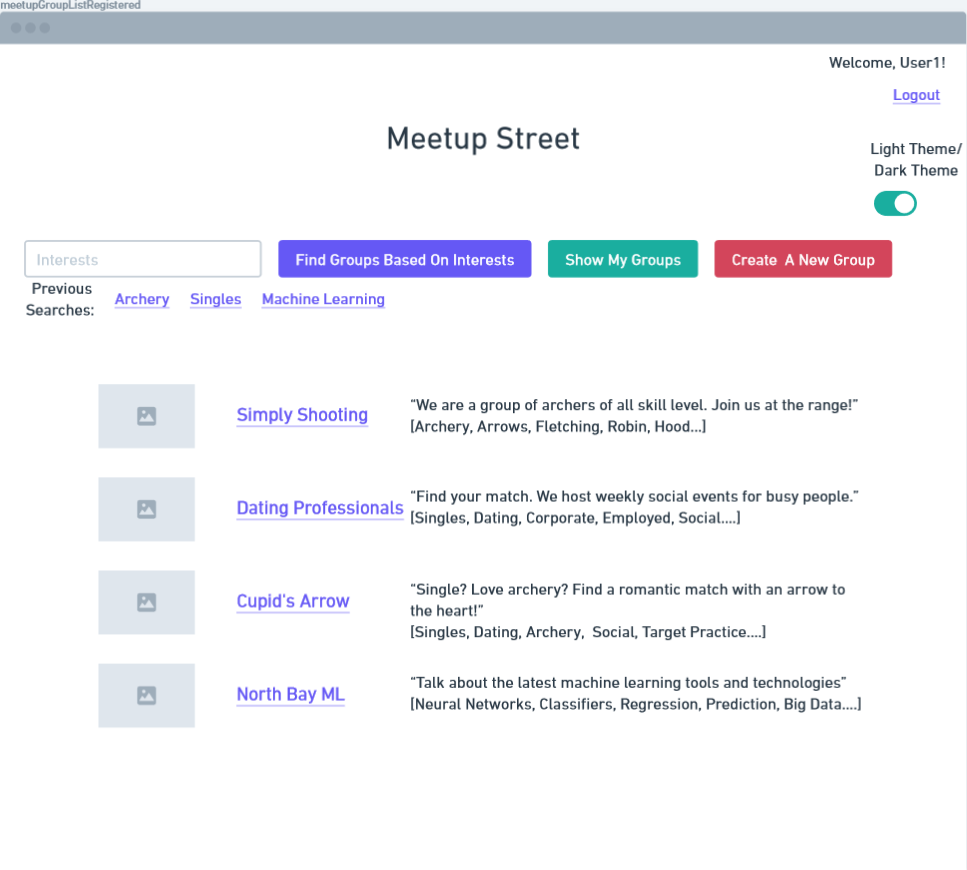 meetupGroupListRegistered
Welcome, User1!
Logout
Meetup Street
Light Theme/
Dark Theme
Interests
Find Groups Based On Interests
Show My Groups
Create  A New Group
Previous
Searches:
Archery
Singles
Machine Learning
Simply Shooting
“We are a group of archers of all skill level. Join us at the range!”
[Archery, Arrows, Fletching, Robin, Hood...]
Dating Professionals
“Find your match. We host weekly social events for busy people.”
[Singles, Dating, Corporate, Employed, Social....]
Cupid's Arrow
“Single? Love archery? Find a romantic match with an arrow to
the heart!”
[Singles, Dating, Archery,  Social, Target Practice....]
North Bay ML
“Talk about the latest machine learning tools and technologies”
[Neural Networks, Classifiers, Regression, Prediction, Big Data....]